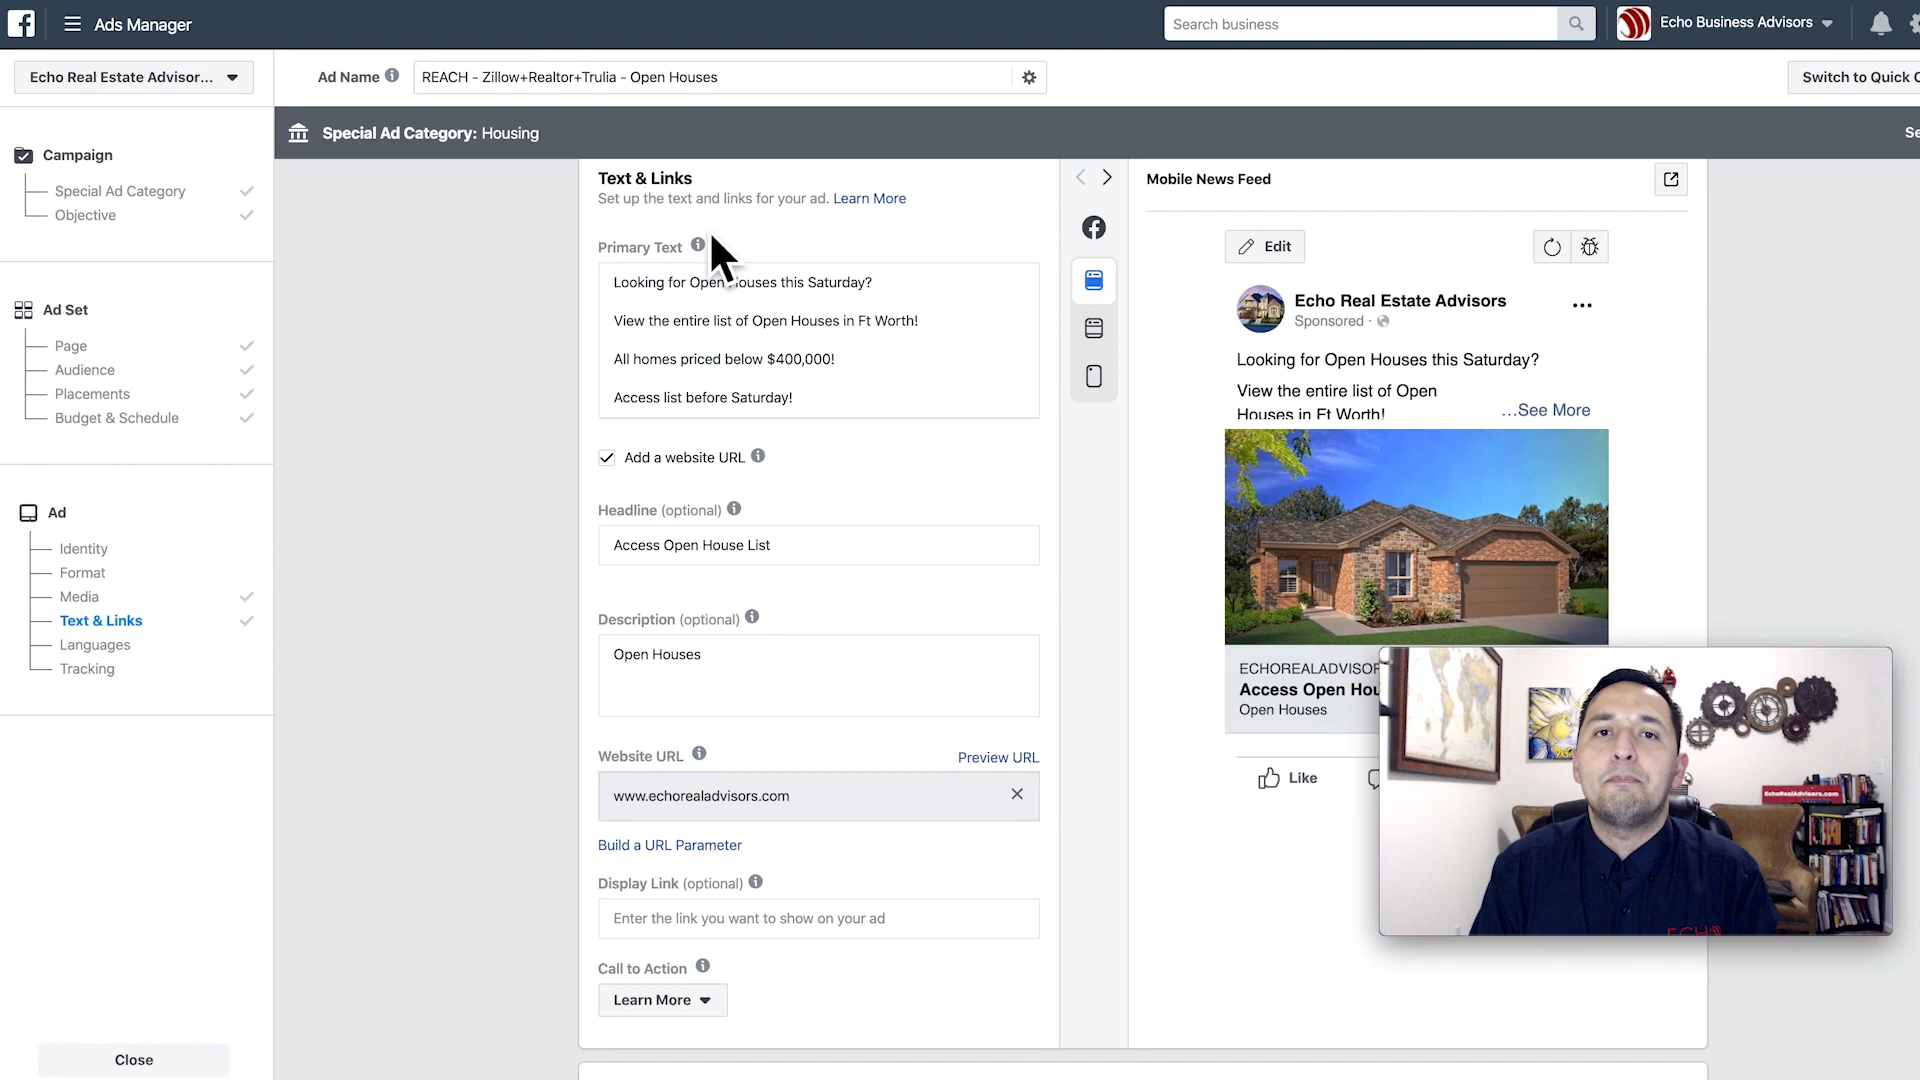 Ads Manager
Search business
Echo Business Advisors
Echo Real Estate Advisor...
Ad Name
REACH - Zillow+Realtor+Trulia - Open Houses
Switch to Quick C
Special Ad Category: Housing
Se
Campaign
Special Ad Category
Objective
Ad Set
Page
Audience
Placements
Budget & Schedule
Ad
Identity
Format
Media
Text & Links
Languages
Tracking
Close
Text & Links
Set up the text and links for your ad. Learn More
Primary Text
Looking for Open Houses this Saturday?
View the entire list of Open Houses in Ft Worth!
All homes priced below $400,000!
Access list before Saturday!
Add a website URL
Headline (optional)
Access Open House List
Description (optional)
Open Houses
Website URL
Preview URL
www.echorealadvisors.com
Build a URL Parameter
Display Link (optional)
Enter the link you want to show on your ad
Call to Action
Learn More
Mobile News Feed
Edit
Echo Real Estate Advisors
Sponsored ·
Looking for Open Houses this Saturday?
View the entire list of Open
Houses in Ft Worth!
...See More
ECHOREALADVISOR
Access Open Hou
Open Houses
Like
EchoRealAdvisors.com
ECHO